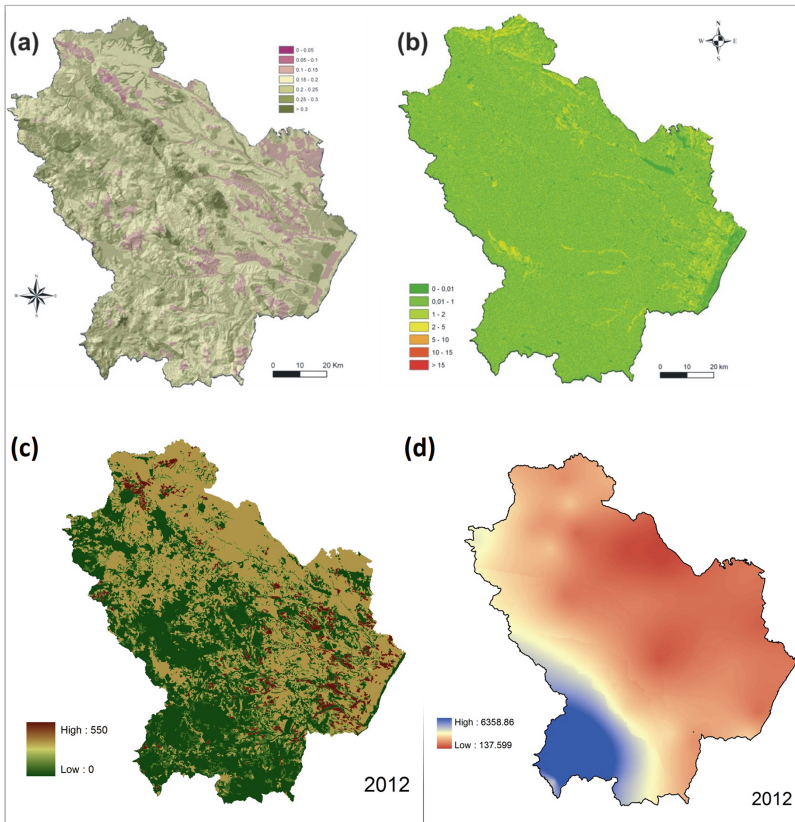 (a)
0 - 0.05
0.05 - 0.1
0.1 - 0.15
0.15 - 0.2
0.2 - 0.25
0.25 - 0.3
> 0.3
N
W E
S
0 10 20 Km
(b)
N
W E
S
0 - 0,01
0,01 - 1
1 - 2
2 - 5
5 - 10
10 - 15
> 15
0 10 20 km
(c)
High : 550
Low : 0
2012
(d)
High : 6358.86
Low : 137.599
2012